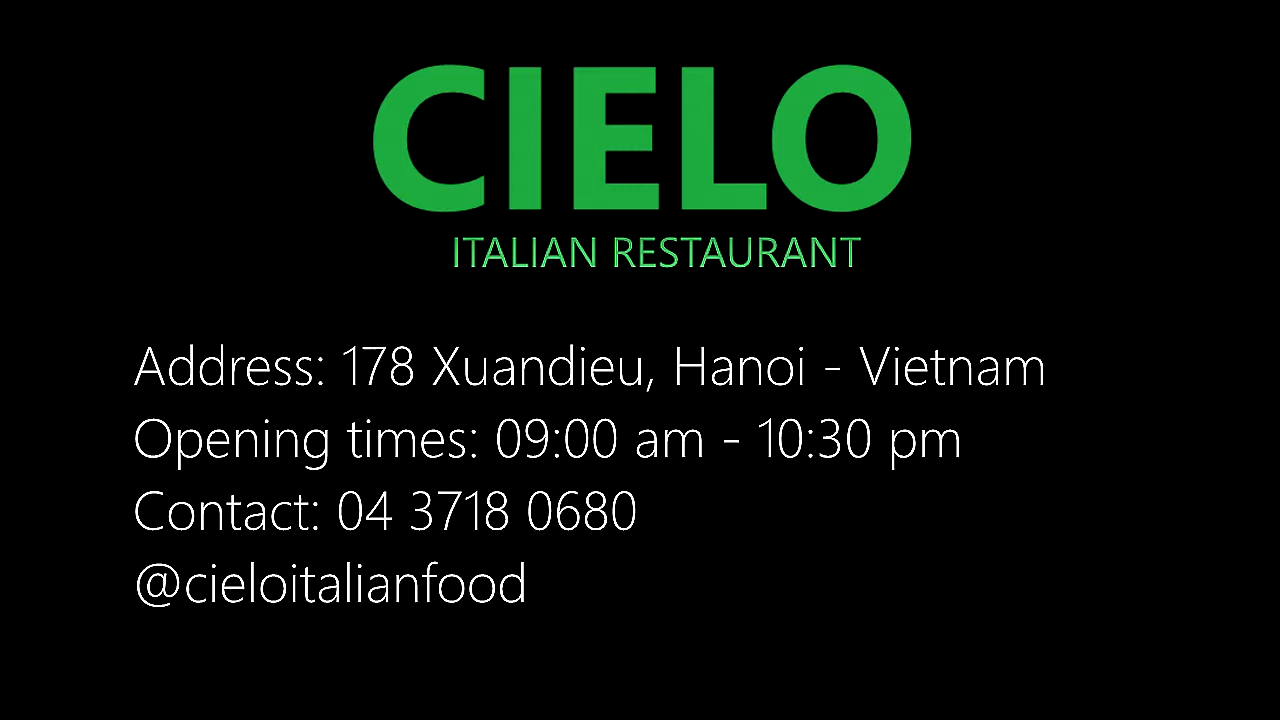 CIELO
ITALIAN RESTAURANT
Address: 178 Xuandieu, Hanoi - Vietnam
Opening times: 09:00 am - 10:30 pm
Contact: 04 3718 0680
@cieloitalianfood